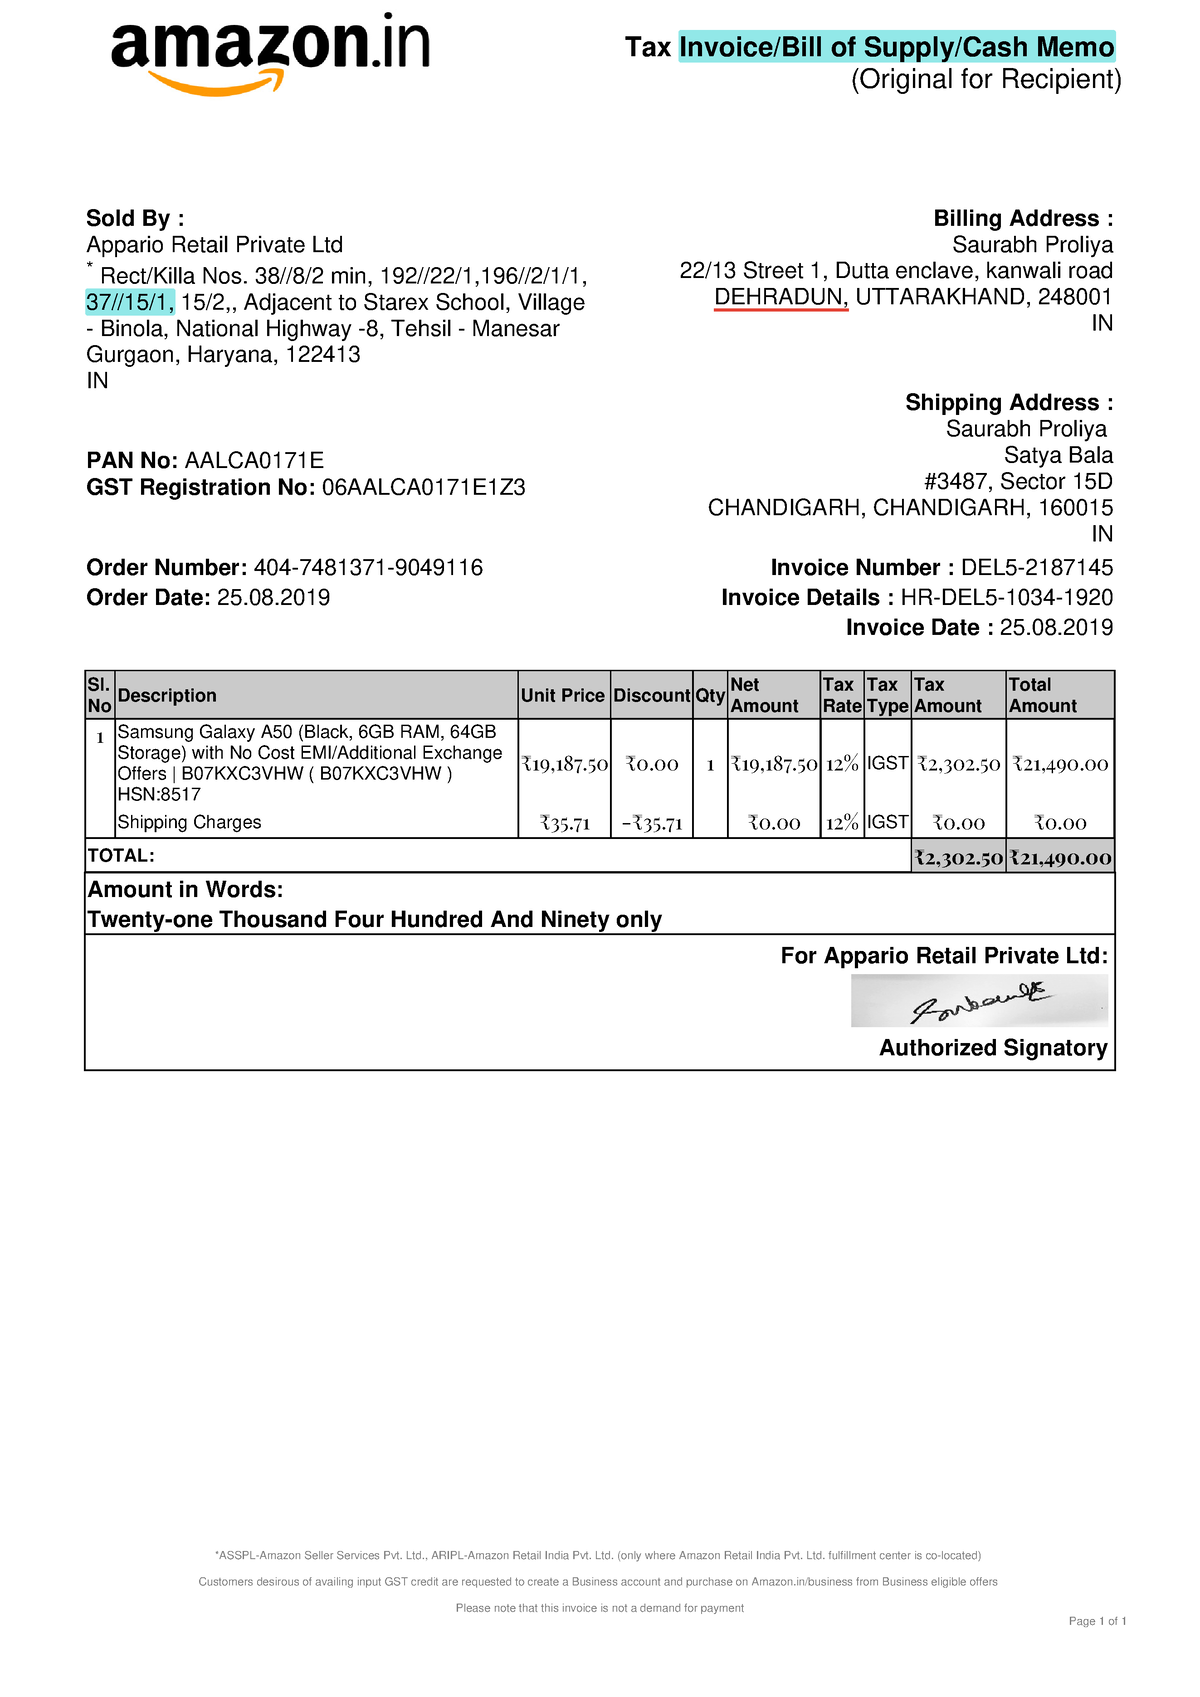 amazon.in
Tax Invoice/Bill of Supply/Cash Memo
(Original for Recipient)
Sold By :
Appario Retail Private Ltd
* Rect/Killa Nos. 38//8/2 min, 192//22/1,196//2/1/1,
37//15/1, 15/2,, Adjacent to Starex School, Village
- Binola, National Highway -8, Tehsil - Manesar
Gurgaon, Haryana, 122413
IN
Billing Address :
Saurabh Proliya
22/13 Street 1, Dutta enclave, kanwali road
DEHRADUN, UTTARAKHAND, 248001
IN
Shipping Address :
Saurabh Proliya
Satya Bala
#3487, Sector 15D
CHANDIGARH, CHANDIGARH, 160015
IN
PAN No: AALCA0171E
GST Registration No: 06AALCA0171E1Z3
Order Number: 404-7481371-9049116
Order Date: 25.08.2019
Invoice Number : DEL5-2187145
Invoice Details : HR-DEL5-1034-1920
Invoice Date : 25.08.2019
Sl. No Description Unit Price Discount Qty Net Amount Tax Rate Tax Type Tax Amount Total Amount
1 Samsung Galaxy A50 (Black, 6GB RAM, 64GB
Storage) with No Cost EMI/Additional Exchange
Offers | B07KXC3VHW ( B07KXC3VHW )
HSN:8517
₹19,187.50 ₹0.00 1 ₹19,187.50 12% IGST ₹2,302.50 ₹21,490.00
Shipping Charges ₹35.71 -₹35.71 ₹0.00 12% IGST ₹0.00 ₹0.00
TOTAL: ₹2,302.50 ₹21,490.00
Amount in Words:
Twenty-one Thousand Four Hundred And Ninety only
For Appario Retail Private Ltd:
Authorized Signatory
*ASSPL-Amazon Seller Services Pvt. Ltd., ARIPL-Amazon Retail India Pvt. Ltd. (only where Amazon Retail India Pvt. Ltd. fulfillment center is co-located)
Customers desirous of availing input GST credit are requested to create a Business account and purchase on Amazon.in/business from Business eligible offers
Please note that this invoice is not a demand for payment
Page 1 of 1